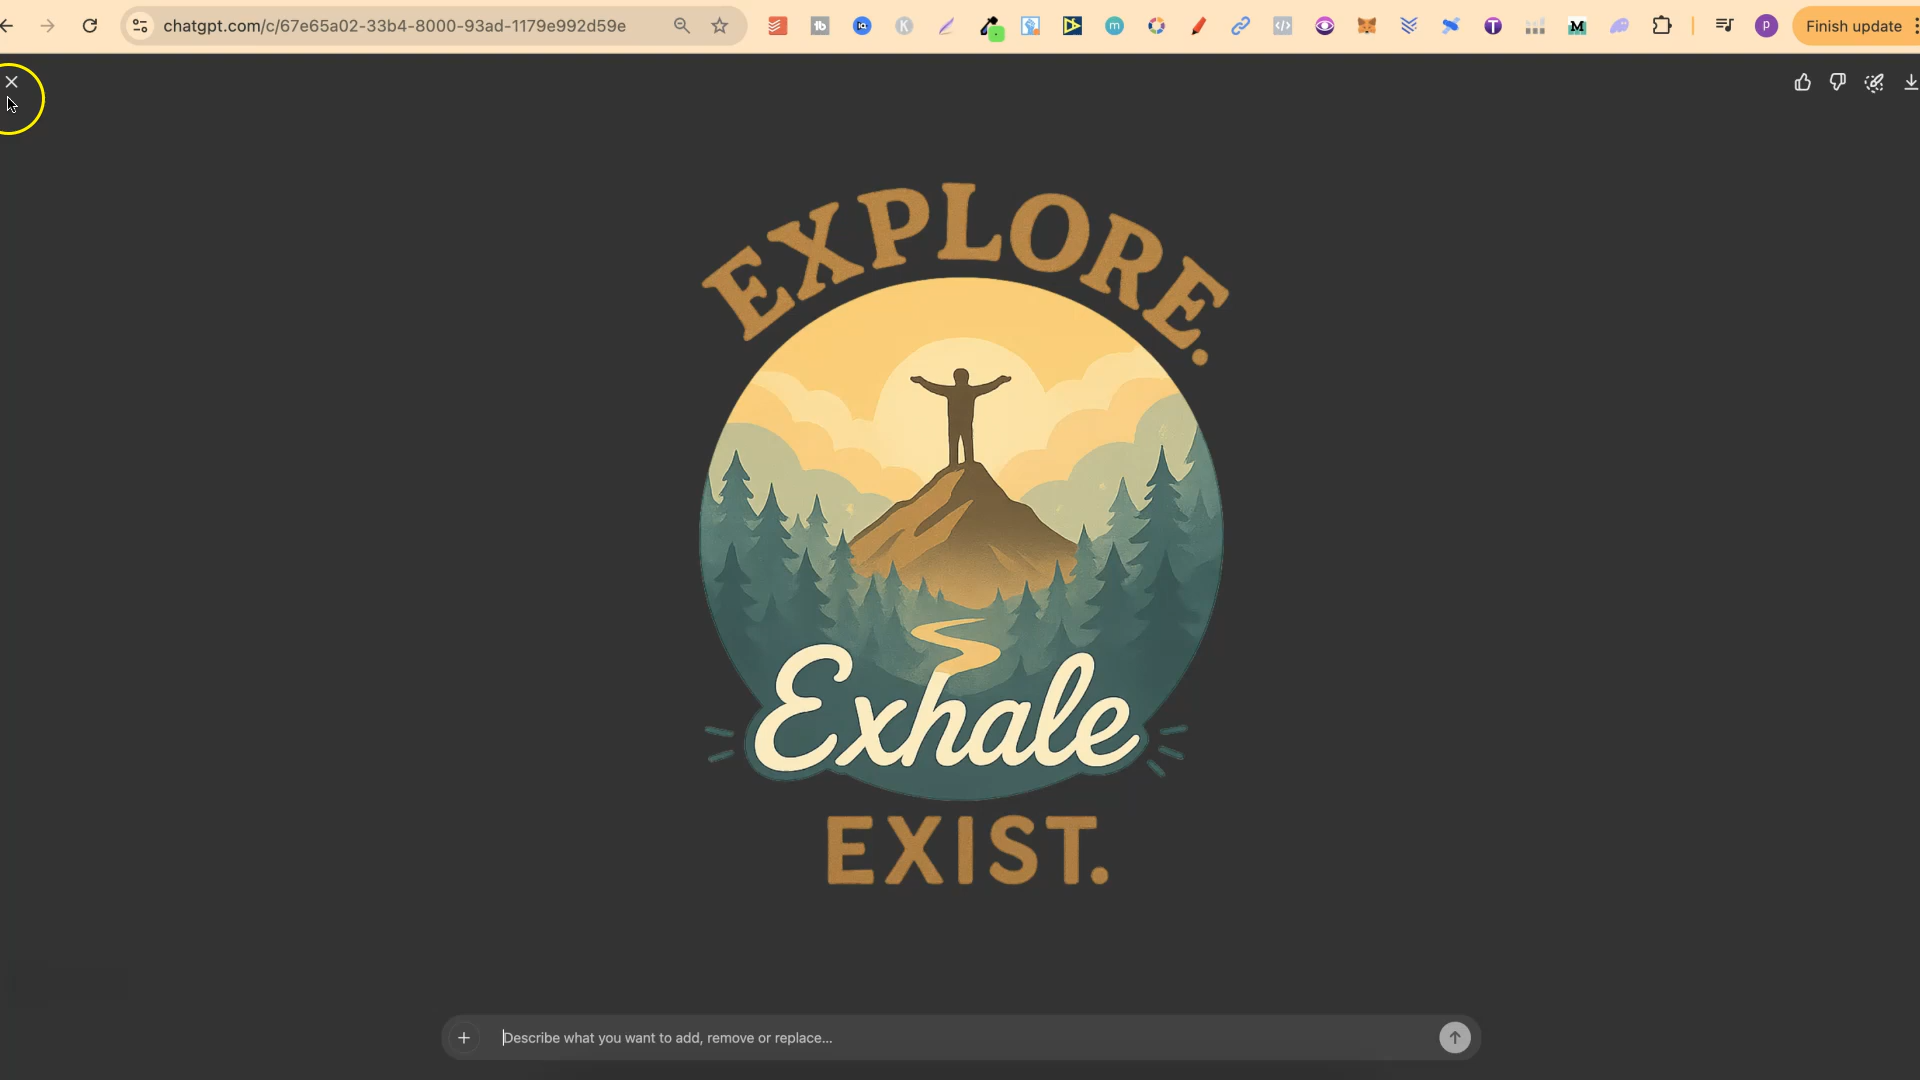 chatgpt.com/c/67e65a02-33b4-8000-93ad-1179e992d59e
Finish update
EXPLORE.
Exhale
EXIST.
Describe what you want to add, remove or replace...